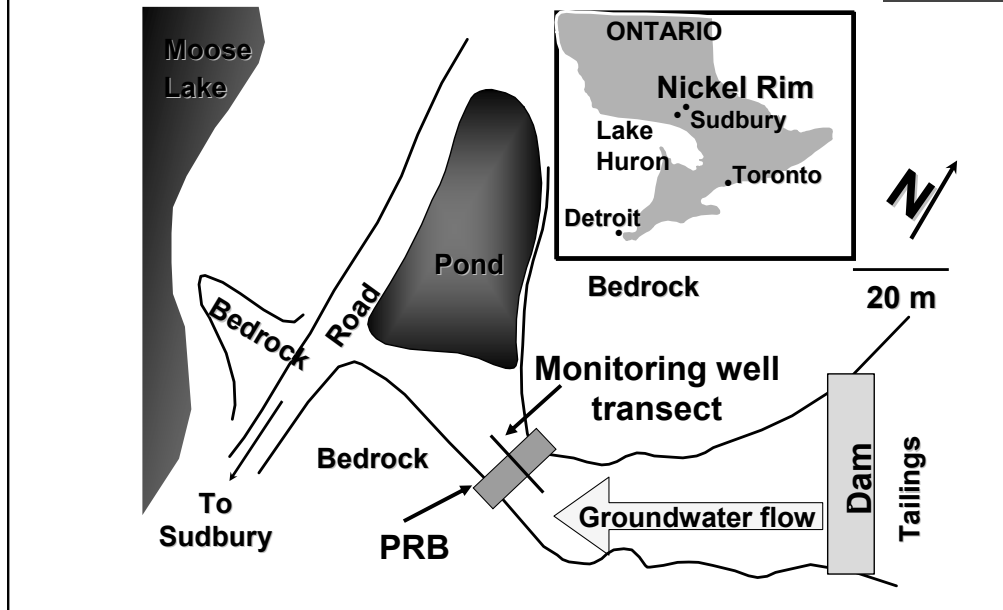 Moose
Lake
ONTARIO
Nickel Rim
Sudbury
Lake
Huron
Toronto
Detroit
N
20 m
Pond
Bedrock
Road
Bedrock
Monitoring well
transect
Bedrock
To
Sudbury
PRB
Groundwater flow
Dam
Tailings